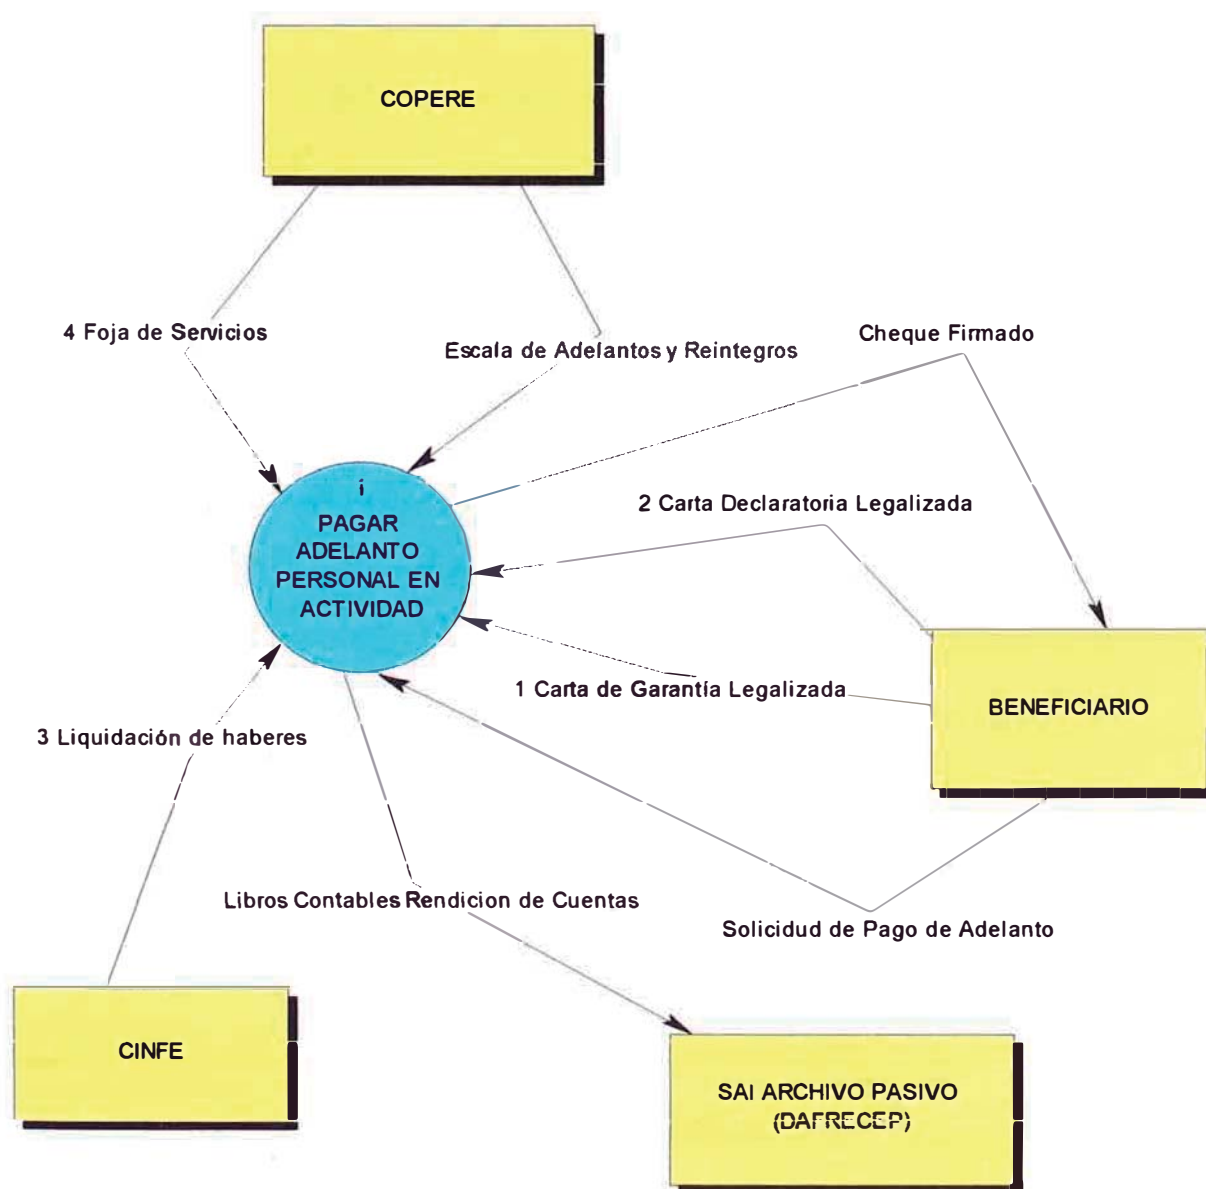 COPERE
4 Foja de Servicios
Escala de Adelantos y Reintegros
Cheque Firmado
í
PAGAR
ADELANTO
PERSONAL EN
ACTIVIDAD
2 Carta Declaratoria Legalizada
1 Carta de Garantía Legalizada
BENEFICIARIO
3 Liquidación de haberes
Libros Contables Rendicion de Cuentas
Solicidud de Pago de Adelanto
CINFE
SAI ARCHIVO PASIVO
(DAFRECEP)